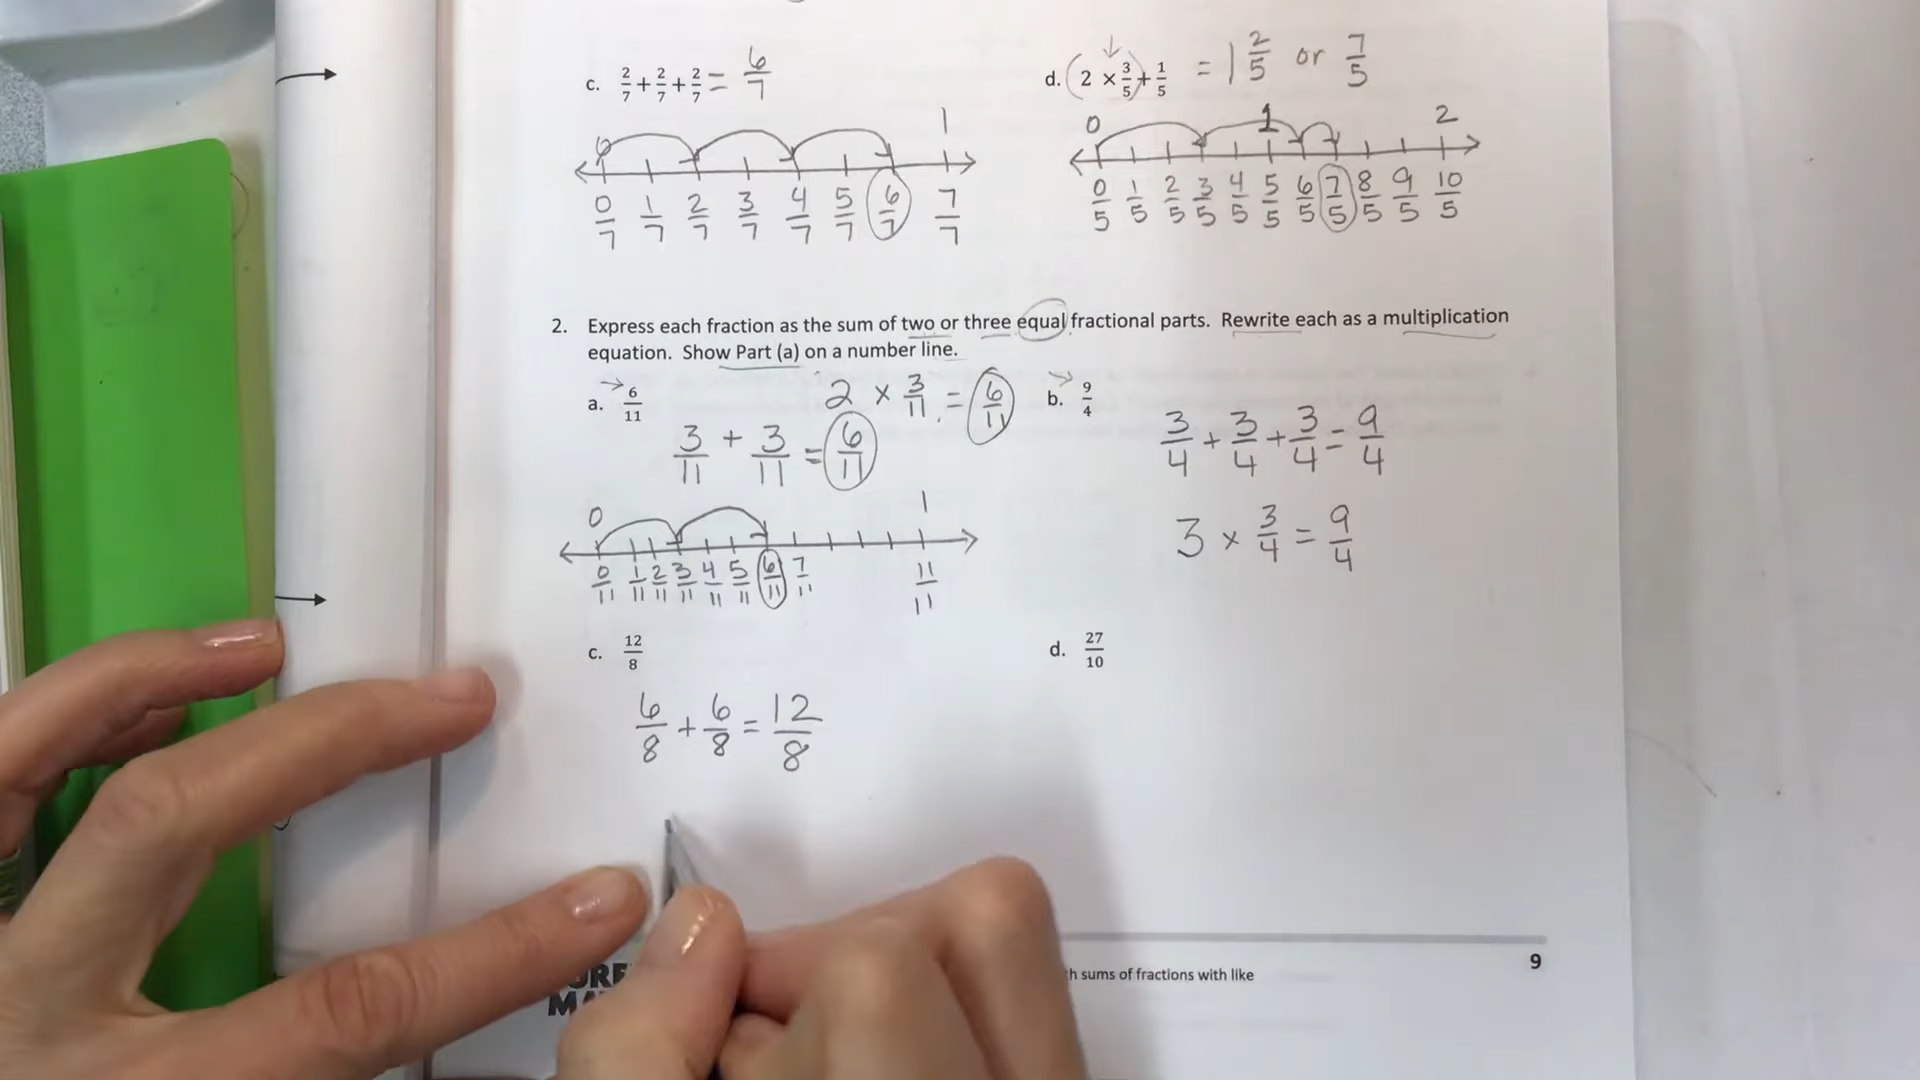 c. 2/7 + 2/7 + 2/7 = 6/7
0 1
0/7 1/7 2/7 3/7 4/7 5/7 6/7 7/7
d. (2 × 3/5) + 1/5 = 1 2/5 or 7/5
0 1 2
0/5 1/5 2/5 3/5 4/5 5/5 6/5 7/5 8/5 9/5 10/5
2. Express each fraction as the sum of two or three equal fractional parts. Rewrite each as a multiplication
equation. Show Part (a) on a number line.
a. 6/11
2 × 3/11 = 6/11
3/11 + 3/11 = 6/11
0 1
0/11 1/11 2/11 3/11 4/11 5/11 6/11 7/11 11/11
b. 9/4
3/4 + 3/4 + 3/4 = 9/4
3 × 3/4 = 9/4
c. 12/8
6/8 + 6/8 = 12/8
d. 27/10
sums of fractions with like
9